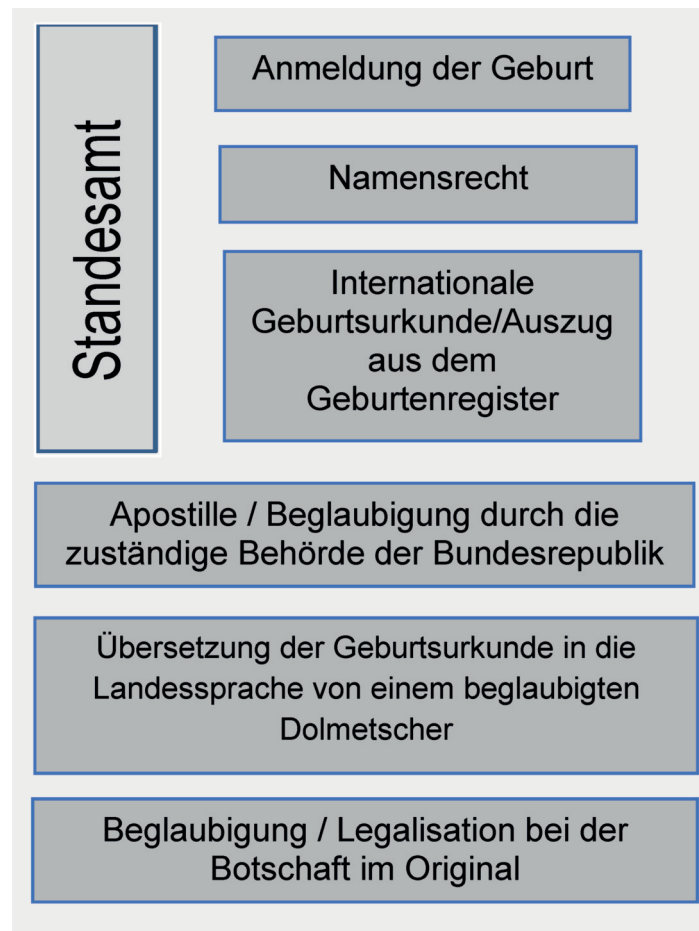 Standesamt
Anmeldung der Geburt
Namensrecht
Internationale
Geburtsurkunde/Auszug
aus dem
Geburtenregister
Apostille / Beglaubigung durch die
zuständige Behörde der Bundesrepublik
Übersetzung der Geburtsurkunde in die
Landessprache von einem beglaubigten
Dolmetscher
Beglaubigung / Legalisation bei der
Botschaft im Original